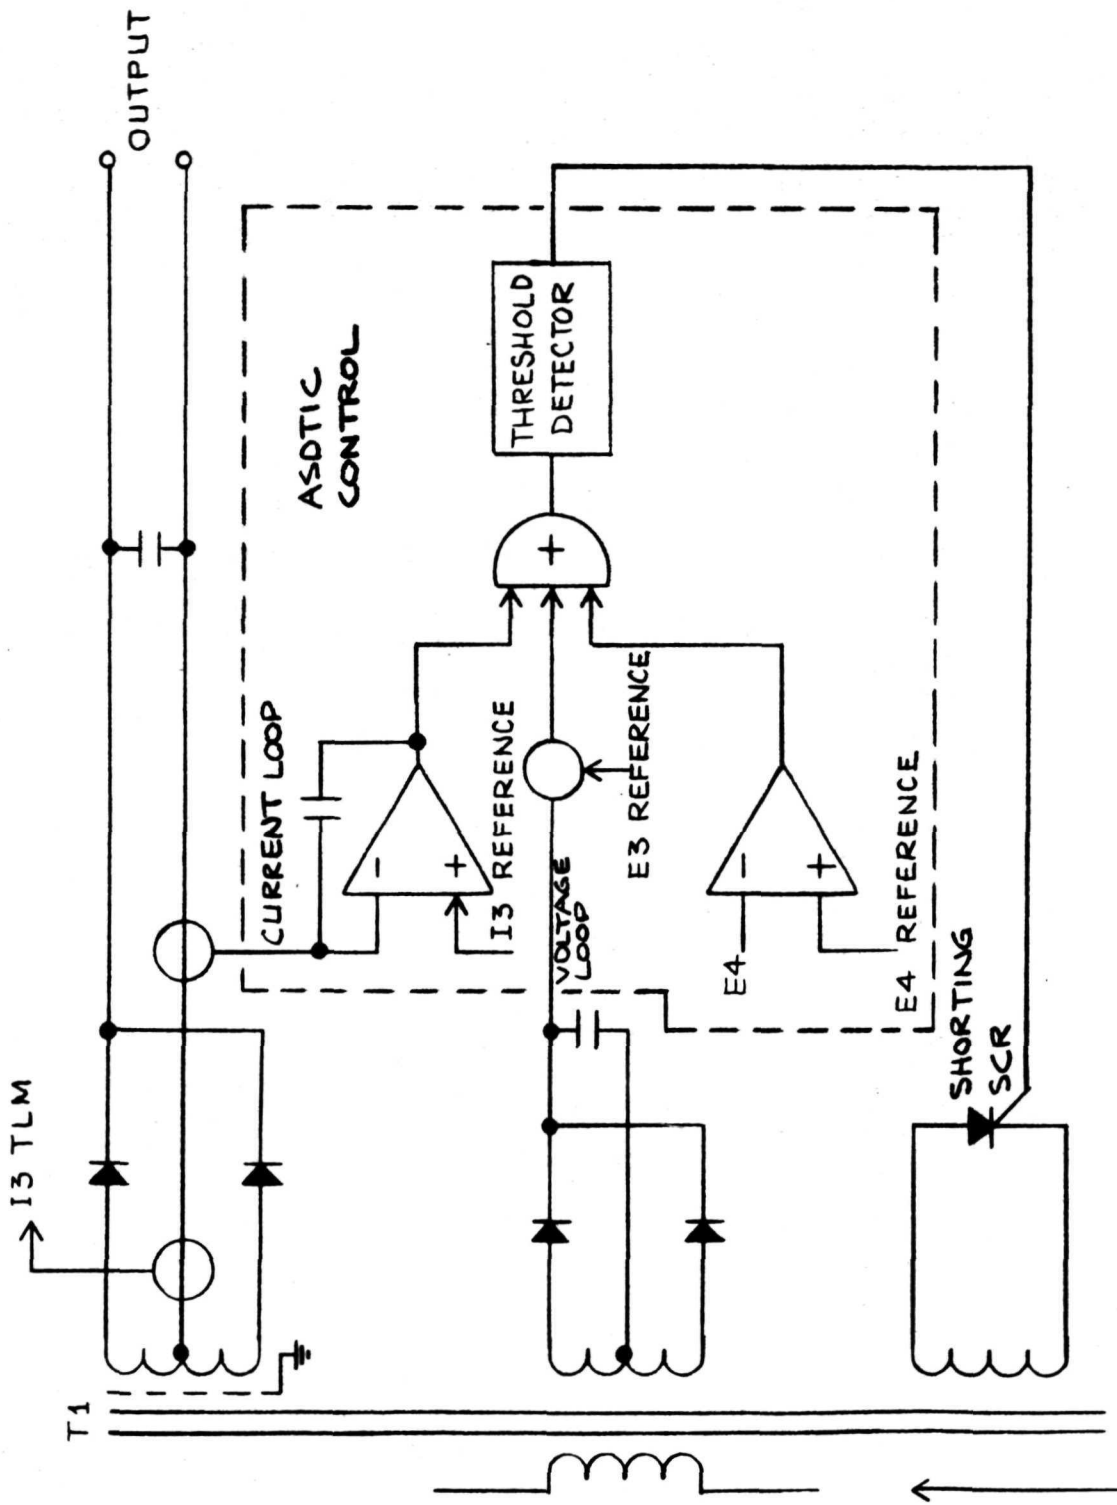 T1
I3 TLM
OUTPUT
CURRENT LOOP
ASDTIC
CONTROL
-
+
I3 REFERENCE
+
THRESHOLD
DETECTOR
VOLTAGE
LOOP
E3 REFERENCE
-
+
E4
E4 REFERENCE
SHORTING
SCR